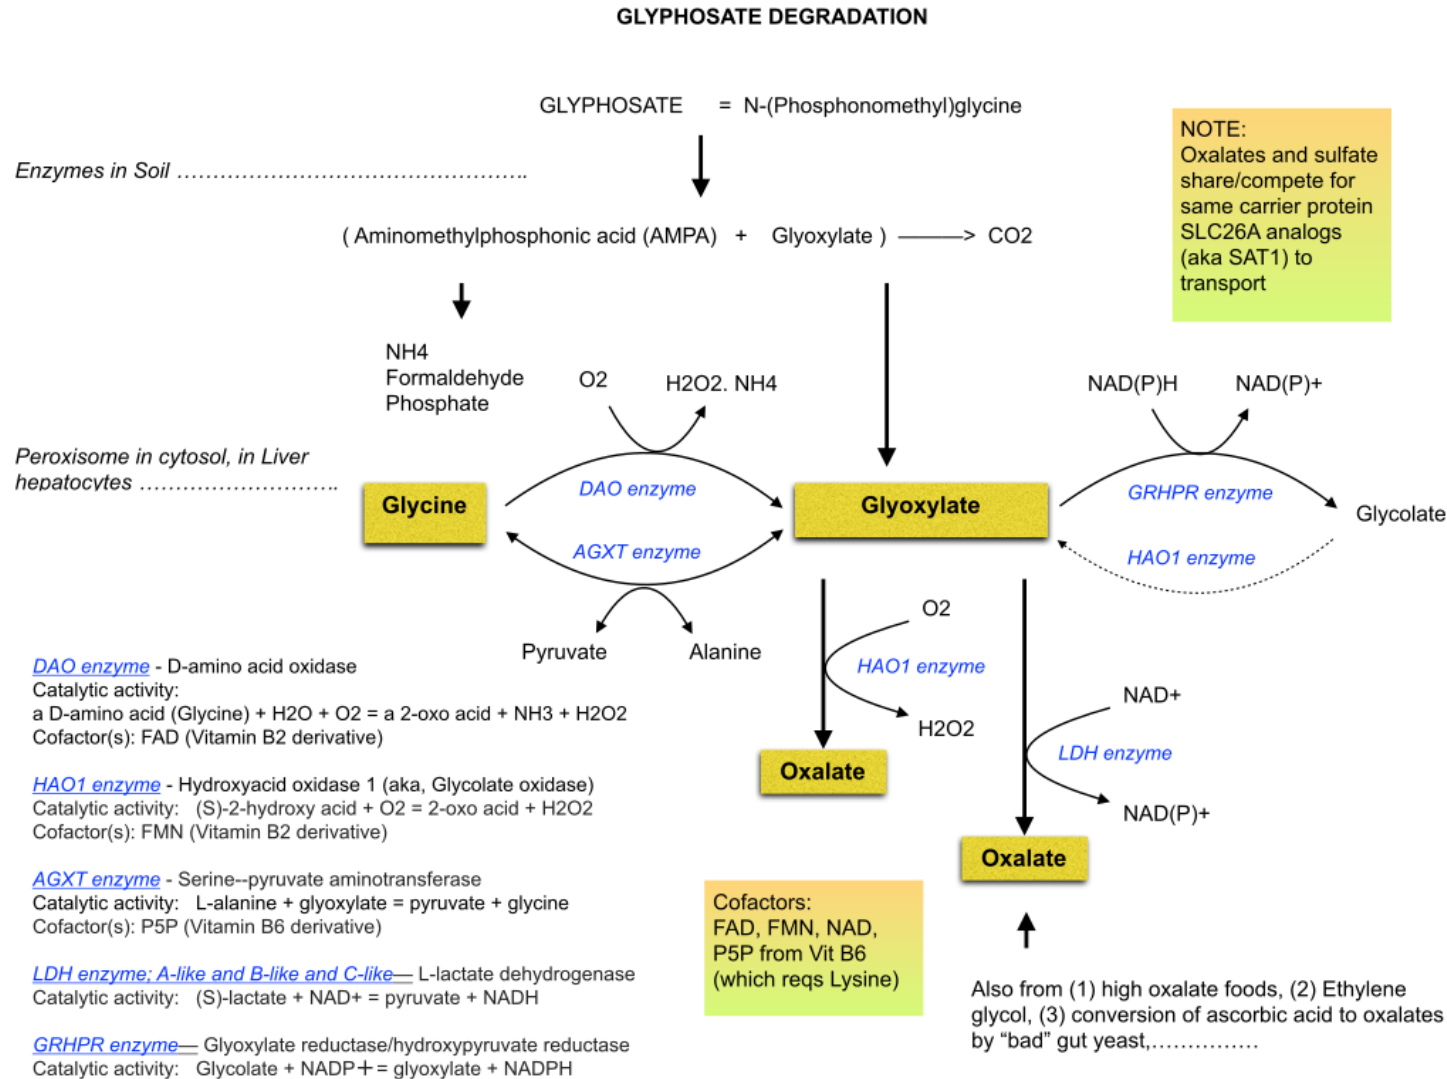 GLYPHOSATE DEGRADATION
GLYPHOSATE = N-(Phosphonomethyl)glycine
NOTE:
Oxalates and sulfate
share/compete for
same carrier protein
SLC26A analogs
(aka SAT1) to
transport
Enzymes in Soil ……………………………………………..
( Aminomethylphosphonic acid (AMPA) + Glyoxylate ) ———> CO2
NH4
Formaldehyde
Phosphate
O2
H2O2. NH4
NAD(P)H
NAD(P)+
Peroxisome in cytosol, in Liver
hepatocytes ………………………..
Glycine
DAO enzyme
AGXT enzyme
Glyoxylate
GRHPR enzyme
HAO1 enzyme
Glycolate
Pyruvate
Alanine
O2
HAO1 enzyme
H2O2
Oxalate
NAD+
LDH enzyme
NAD(P)+
Oxalate
DAO enzyme - D-amino acid oxidase
Catalytic activity:
a D-amino acid (Glycine) + H2O + O2 = a 2-oxo acid + NH3 + H2O2
Cofactor(s): FAD (Vitamin B2 derivative)
HAO1 enzyme - Hydroxyacid oxidase 1 (aka, Glycolate oxidase)
Catalytic activity: (S)-2-hydroxy acid + O2 = 2-oxo acid + H2O2
Cofactor(s): FMN (Vitamin B2 derivative)
AGXT enzyme - Serine--pyruvate aminotransferase
Catalytic activity: L-alanine + glyoxylate = pyruvate + glycine
Cofactor(s): P5P (Vitamin B6 derivative)
LDH enzyme; A-like and B-like and C-like— L-lactate dehydrogenase
Catalytic activity: (S)-lactate + NAD+ = pyruvate + NADH
GRHPR enzyme— Glyoxylate reductase/hydroxypyruvate reductase
Catalytic activity: Glycolate + NADP+= glyoxylate + NADPH
Cofactors:
FAD, FMN, NAD,
P5P from Vit B6
(which reqs Lysine)
Also from (1) high oxalate foods, (2) Ethylene
glycol, (3) conversion of ascorbic acid to oxalates
by “bad” gut yeast,……………